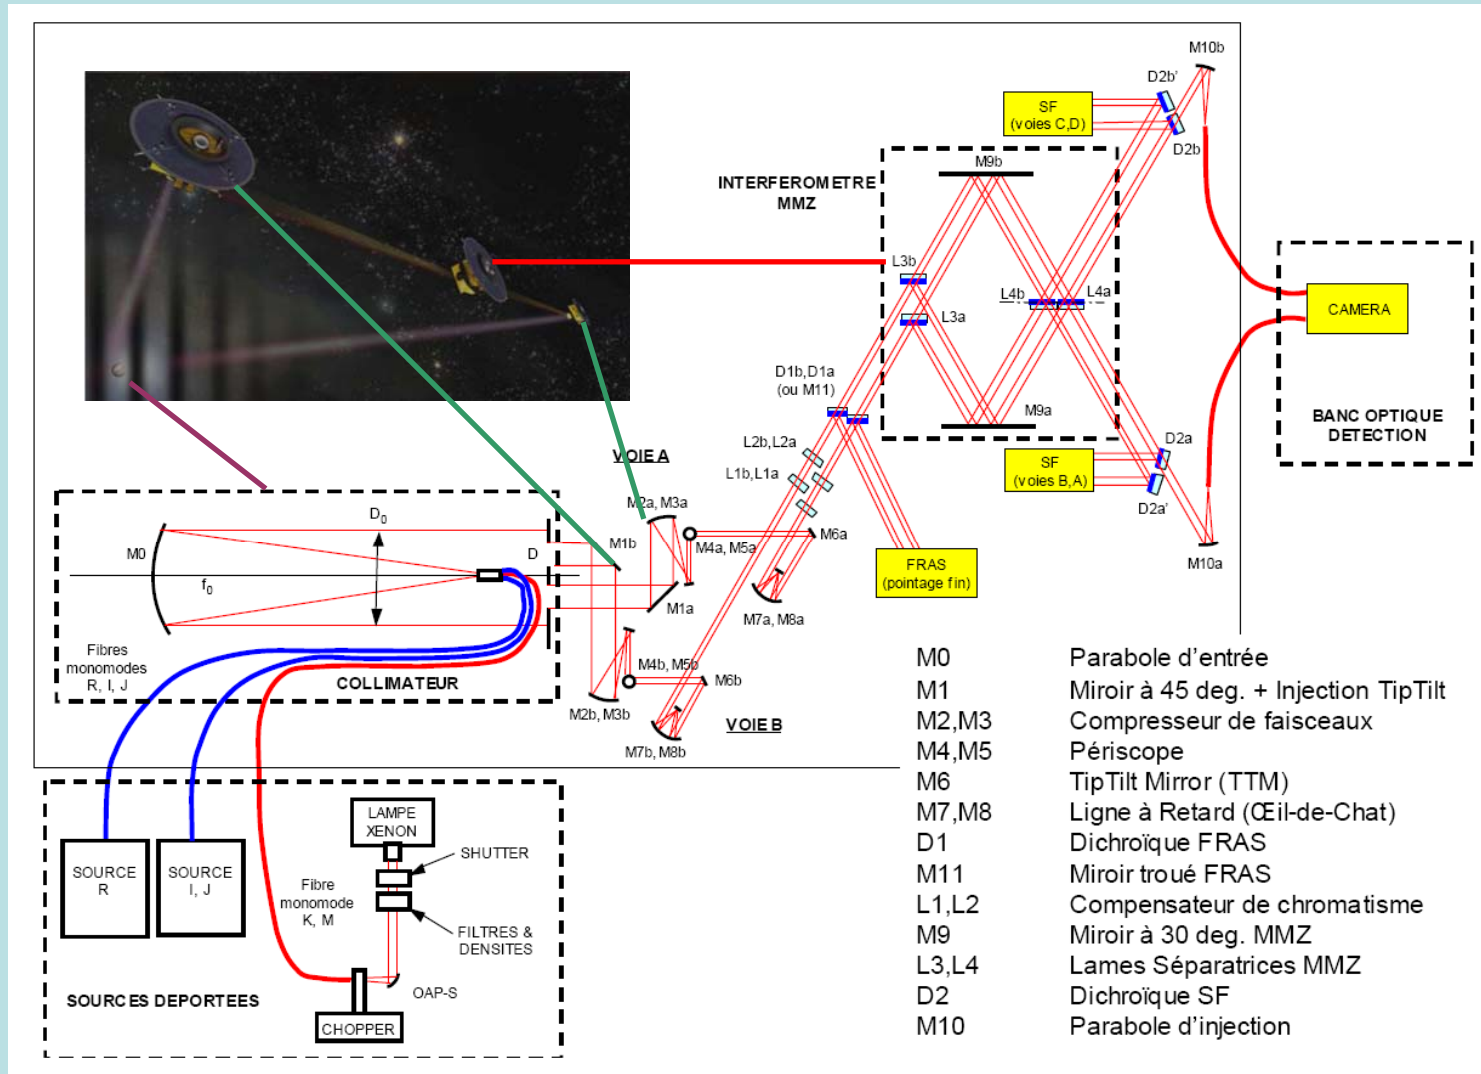 M10b
D2b'
SF
(voies C,D)
D2b
M9b
INTERFEROMETRE
MMZ
L3b
L4b
L4a
L3a
CAMERA
D1b,D1a
(ou M11)
M9a
BANC OPTIQUE
DETECTION
L2b, L2a
L1b, L1a
D2a
SF
(voies B,A)
D2a'
M10a
VOIE A
M2a, M3a
D0
M0
D
M1b
M4a, M5a
M6a
f0
FRAS
(pointage fin)
M1a
M7a, M8a
Fibres
monomodes
R, I, J
COLLIMATEUR
M4b, M5b
M6b
M2b, M3b
VOIE B
M7b, M8b
M0 Parabole d'entrée
M1 Miroir à 45 deg. + Injection TipTilt
M2,M3 Compresseur de faisceaux
M4,M5 Périscope
M6 TipTilt Mirror (TTM)
M7,M8 Ligne à Retard (Œil-de-Chat)
D1 Dichroïque FRAS
M11 Miroir troué FRAS
L1,L2 Compensateur de chromatisme
M9 Miroir à 30 deg. MMZ
L3,L4 Lames Séparatrices MMZ
D2 Dichroïque SF
M10 Parabole d'injection
LAMPE
XENON
SHUTTER
SOURCE
R
SOURCE
I, J
Fibre
monomode
K, M
FILTRES &
DENSITES
OAP-S
SOURCES DEPORTEES
CHOPPER